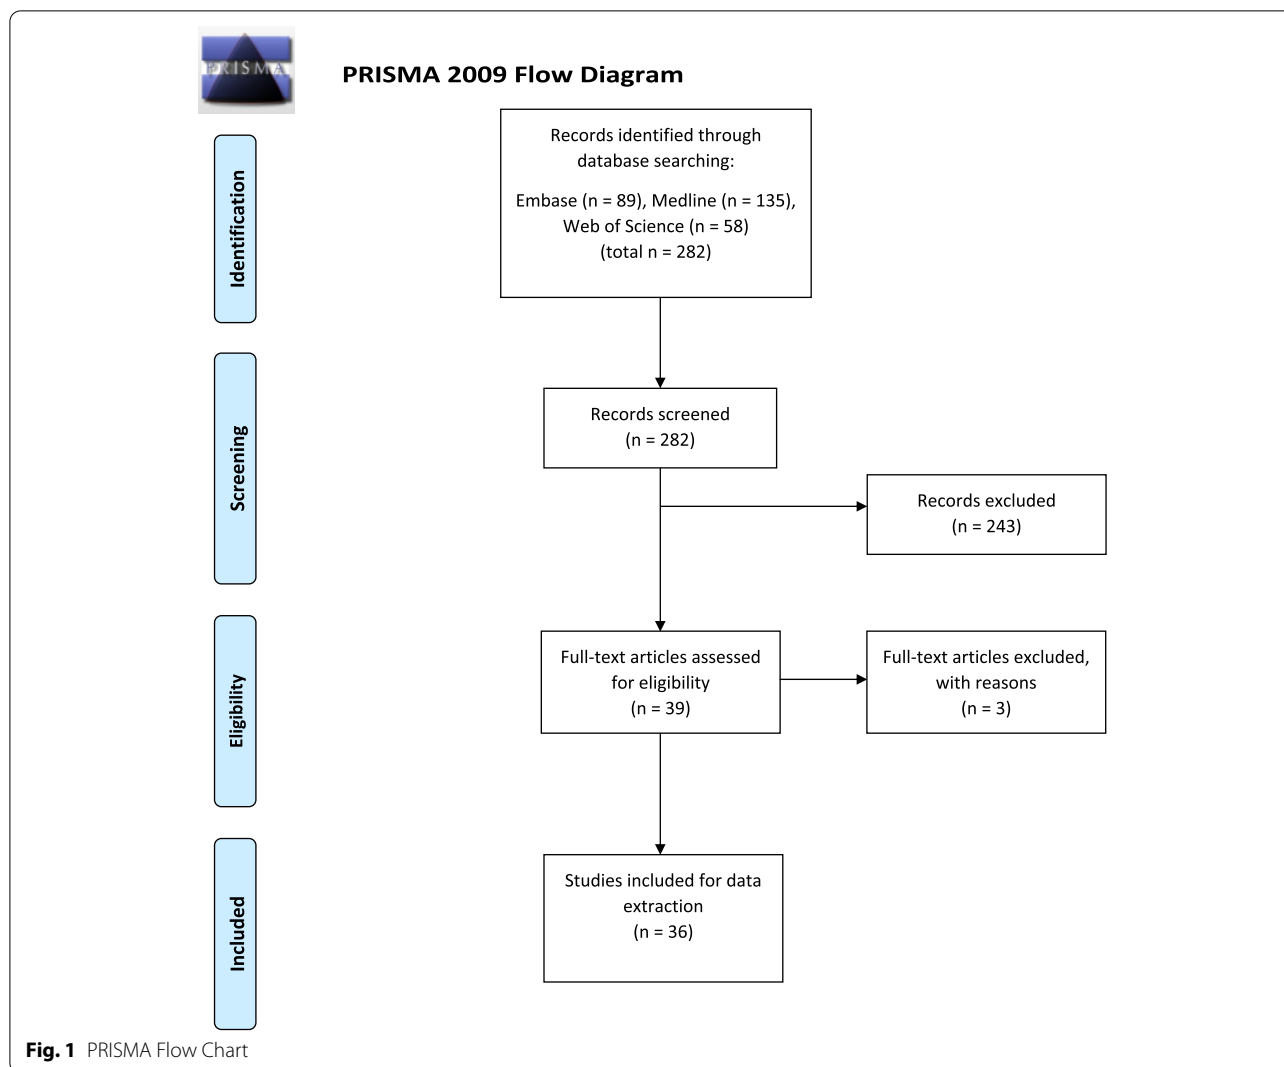 PRISMA
PRISMA 2009 Flow Diagram
Identification
Records identified through
database searching:
Embase (n = 89), Medline (n = 135),
Web of Science (n = 58)
(total n = 282)
Screening
Records screened
(n = 282)
Records excluded
(n = 243)
Eligibility
Full-text articles assessed
for eligibility
(n = 39)
Full-text articles excluded,
with reasons
(n = 3)
Included
Studies included for data
extraction
(n = 36)
Fig. 1 PRISMA Flow Chart